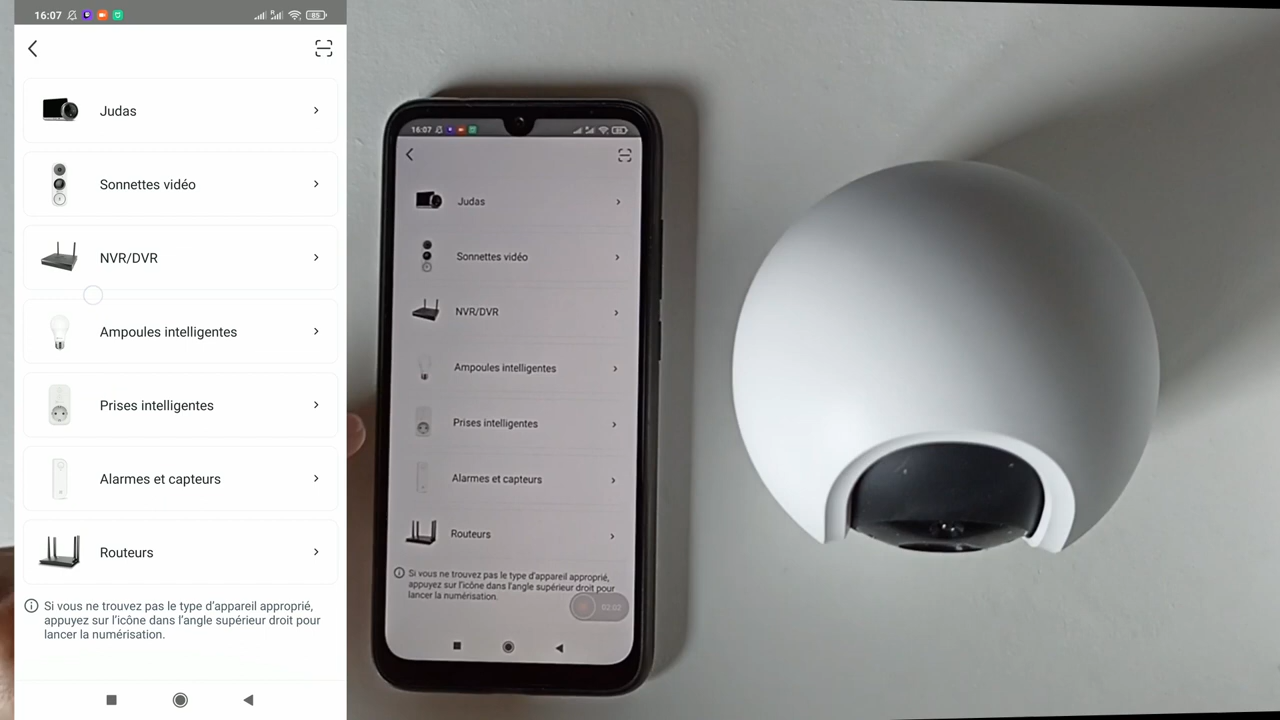 16:07
85
Judas
Sonnettes vidéo
NVR/DVR
Ampoules intelligentes
Prises intelligentes
Alarmes et capteurs
Routeurs
Si vous ne trouvez pas le type d'appareil approprié,
appuyez sur l'icône dans l'angle supérieur droit pour
lancer la numérisation.
16:07
Judas
Sonnettes vidéo
NVR/DVR
Ampoules intelligentes
Prises intelligentes
Alarmes et capteurs
Routeurs
Si vous ne trouvez pas le type d'appareil approprié,
appuyez sur l'icône dans l'angle supérieur droit pour
lancer la numérisation.
02:02